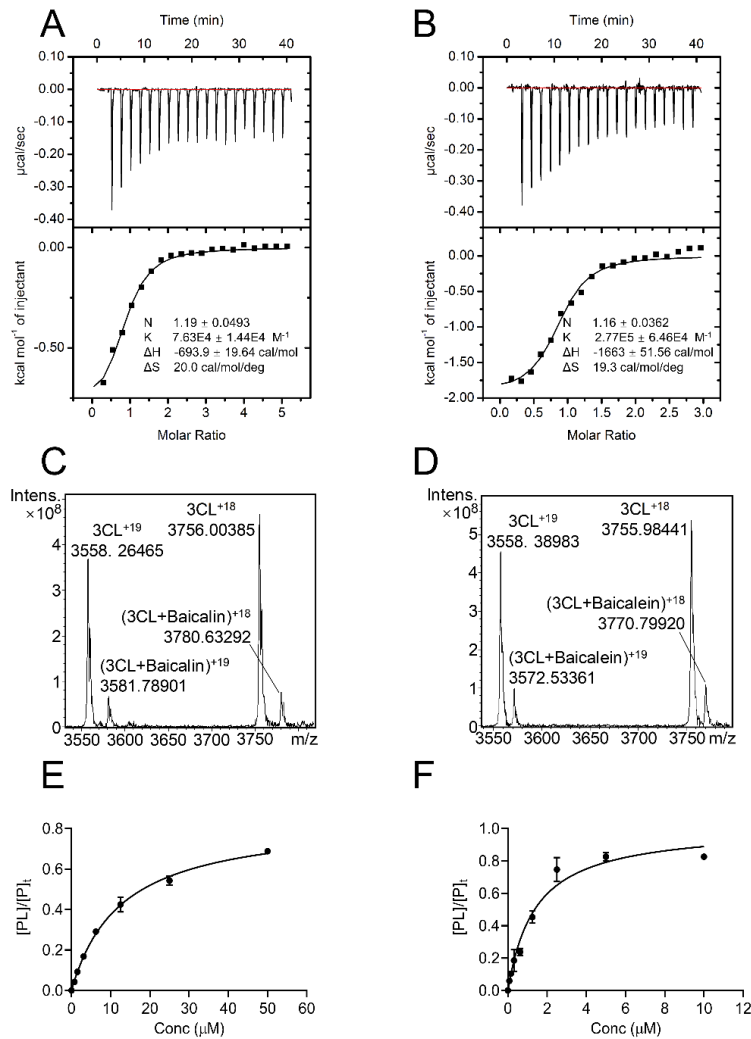 A
Time (min)
0 10 20 30 40
0.10
0.00
-0.10
-0.20
-0.30
-0.40
µcal/sec
0.00
-0.50
kcal mol⁻¹ of injectant
N 1.19 ± 0.0493
K 7.63E4 ± 1.44E4 M⁻¹
ΔH -693.9 ± 19.64 cal/mol
ΔS 20.0 cal/mol/deg
0 1 2 3 4 5
Molar Ratio
B
Time (min)
0 10 20 30 40
0.10
0.00
-0.10
-0.20
-0.30
-0.40
µcal/sec
0.00
-0.50
-1.00
-1.50
-2.00
kcal mol⁻¹ of injectant
N 1.16 ± 0.0362
K 2.77E5 ± 6.46E4 M⁻¹
ΔH -1663 ± 51.56 cal/mol
ΔS 19.3 cal/mol/deg
0.0 0.5 1.0 1.5 2.0 2.5 3.0
Molar Ratio
C
Intens.
×10⁸
4
3
2
1
0
3CL⁺¹⁹
3558. 26465
3CL⁺¹⁸
3756.00385
(3CL+Baicalin)⁺¹⁸
3780.63292
(3CL+Baicalin)⁺¹⁹
3581.78901
3550 3600 3650 3700 3750 m/z
D
Intens.
×10⁸
5
4
3
2
1
0
3CL⁺¹⁹
3558. 38983
3CL⁺¹⁸
3755.98441
(3CL+Baicalein)⁺¹⁸
3770.79920
(3CL+Baicalein)⁺¹⁹
3572.53361
3550 3600 3650 3700 3750 m/z
E
0.8
0.6
0.4
0.2
0.0
[PL]/[P]t
0 10 20 30 40 50 60
Conc (µM)
F
1.0
0.8
0.6
0.4
0.2
0.0
[PL]/[P]t
0 2 4 6 8 10 12
Conc (µM)